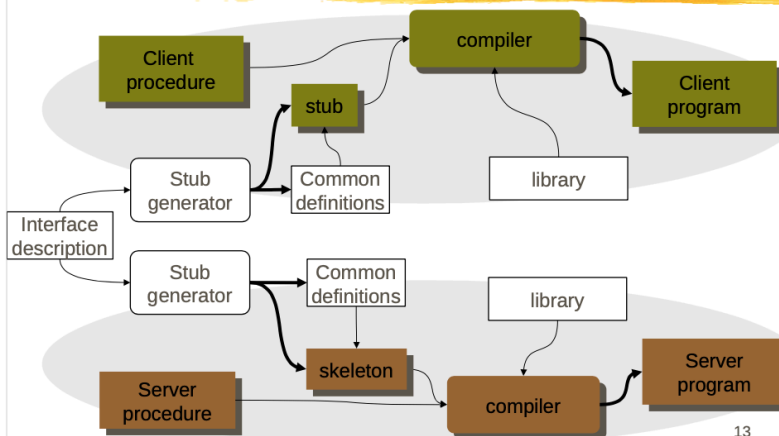 compiler
Client
procedure
Client
program
stub
Stub
generator
Common
definitions
library
Interface
description
Stub
generator
Common
definitions
library
skeleton
Server
program
Server
procedure
compiler
13